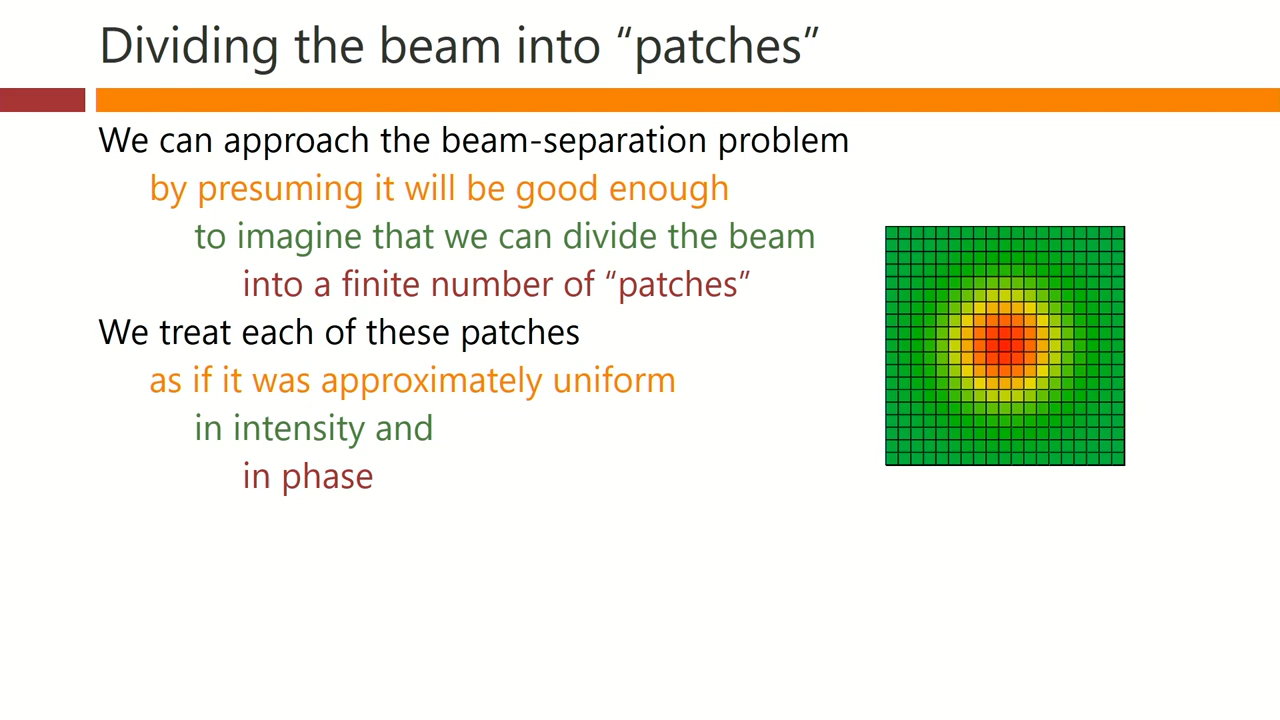 Dividing the beam into “patches”
We can approach the beam-separation problem
by presuming it will be good enough
to imagine that we can divide the beam
into a finite number of “patches”
We treat each of these patches
as if it was approximately uniform
in intensity and
in phase